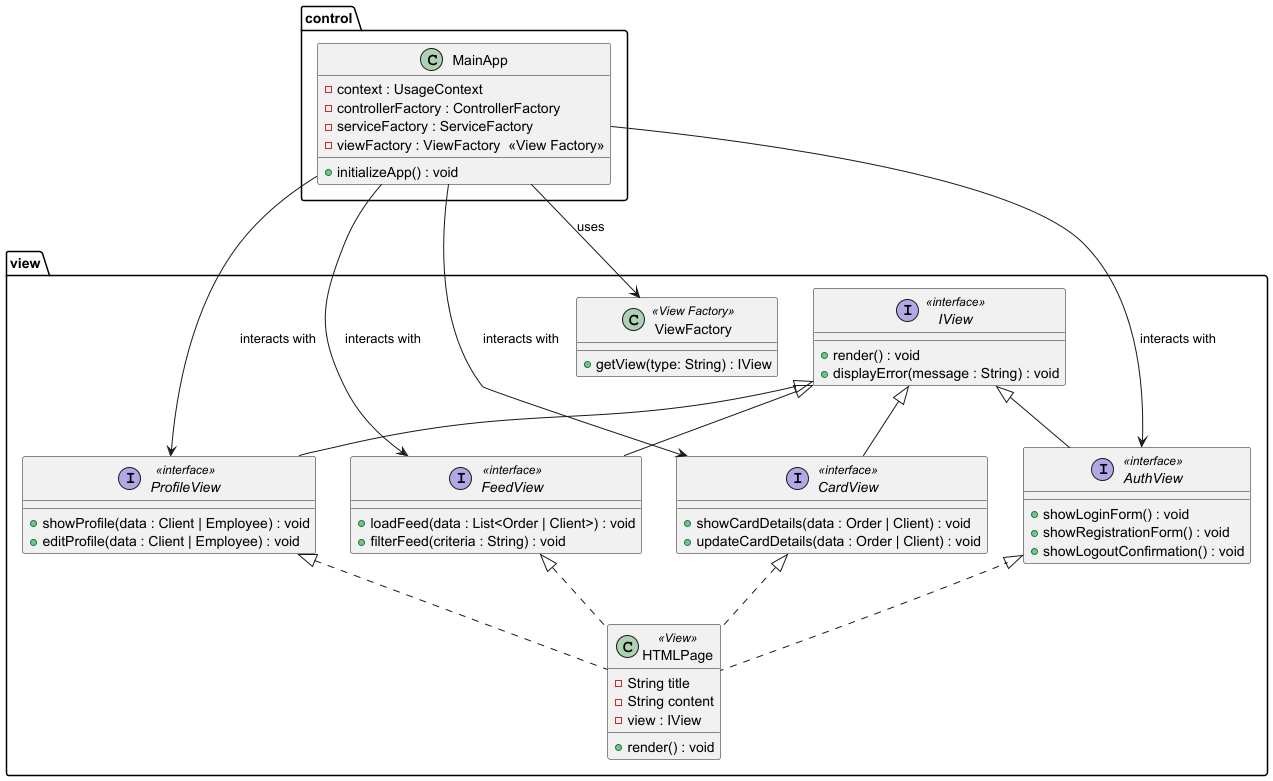 control
C MainApp
context : UsageContext
controllerFactory : ControllerFactory
serviceFactory : ServiceFactory
viewFactory : ViewFactory «View Factory»
initializeApp() : void
uses
view
interacts with
interacts with
interacts with
interacts with
C «View Factory»
ViewFactory
getView(type: String) : IView
I «interface»
IView
render() : void
displayError(message : String) : void
I «interface»
ProfileView
showProfile(data : Client | Employee) : void
editProfile(data : Client | Employee) : void
I «interface»
FeedView
loadFeed(data : List<Order | Client>) : void
filterFeed(criteria : String) : void
I «interface»
CardView
showCardDetails(data : Order | Client) : void
updateCardDetails(data : Order | Client) : void
I «interface»
AuthView
showLoginForm() : void
showRegistrationForm() : void
showLogoutConfirmation() : void
C «View»
HTMLPage
String title
String content
view : IView
render() : void